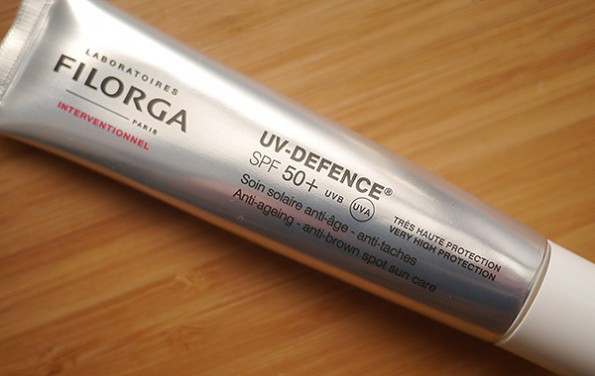 LABORATOIRES
FILORGA
PARIS
INTERVENTIONNEL
UV-DEFENCE®
SPF 50+ UVB UVA
Soin solaire anti-âge - anti-taches
Anti-ageing - anti-brown spot sun care
TRÈS HAUTE PROTECTION
VERY HIGH PROTECTION